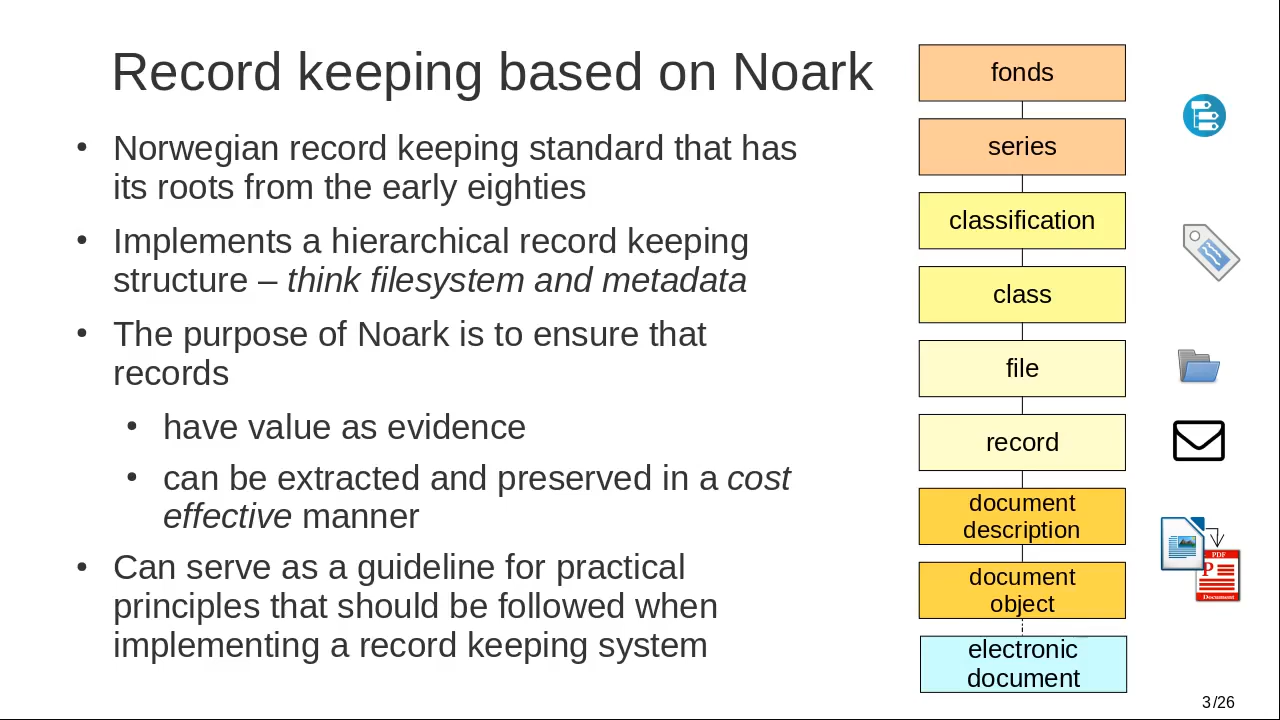 Record keeping based on Noark
• Norwegian record keeping standard that has
its roots from the early eighties
• Implements a hierarchical record keeping
structure – think filesystem and metadata
• The purpose of Noark is to ensure that
records
• have value as evidence
• can be extracted and preserved in a cost
effective manner
• Can serve as a guideline for practical
principles that should be followed when
implementing a record keeping system
fonds
series
classification
class
file
record
document
description
document
object
electronic
document
PDF
P
Document
3/26